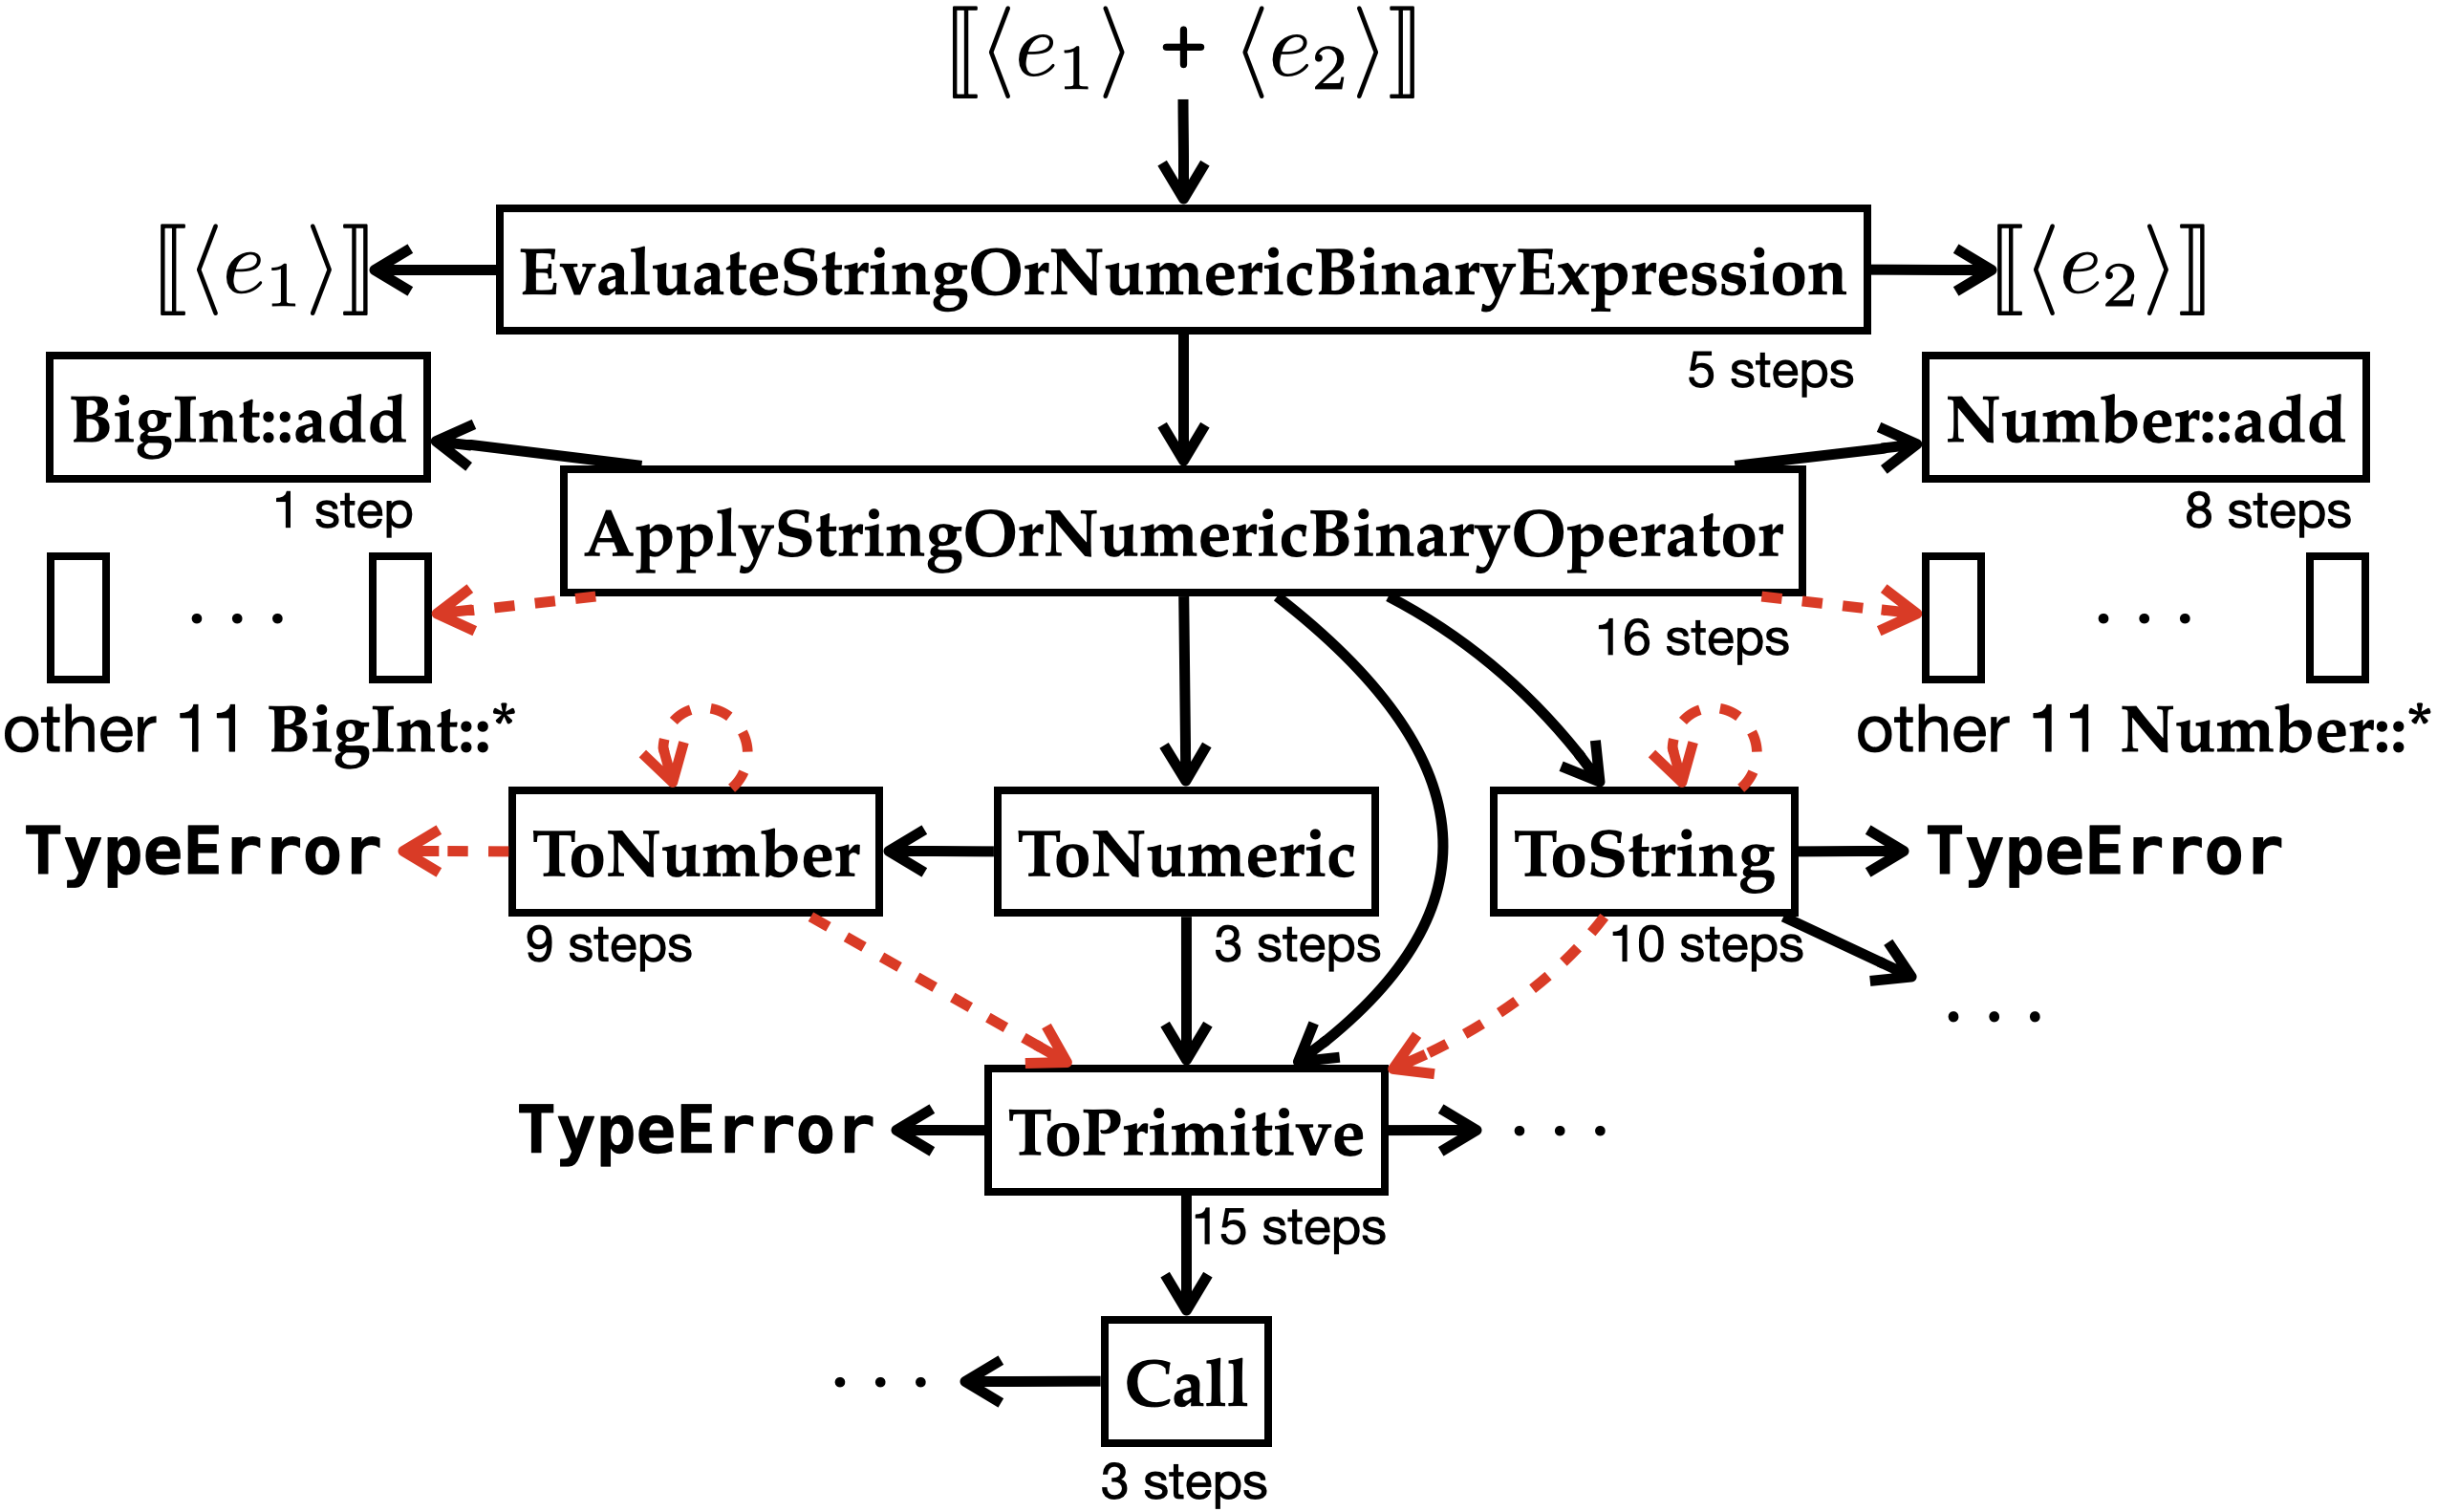 ⟦⟨e₁⟩ + ⟨e₂⟩⟧
⟦⟨e₁⟩⟧
EvaluateStringOrNumericBinaryExpression
⟦⟨e₂⟩⟧
5 steps
BigInt::add
Number::add
1 step
ApplyStringOrNumericBinaryOperator
8 steps
. . .
. . .
16 steps
other 11 BigInt::*
other 11 Number::*
TypeError
ToNumber
ToNumeric
ToString
TypeError
9 steps
3 steps
10 steps
. . .
TypeError
ToPrimitive
. . .
15 steps
. . .
Call
3 steps